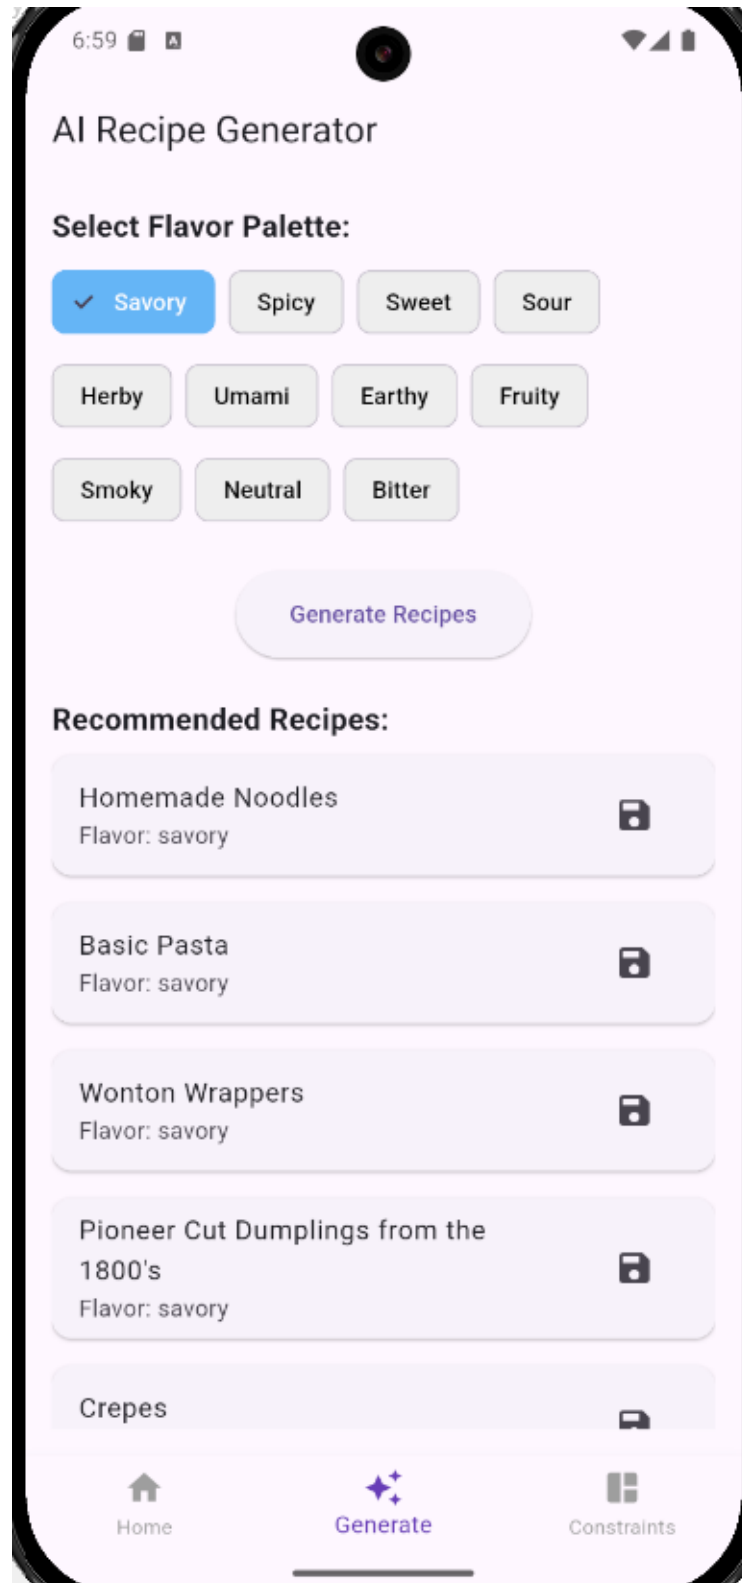 6:59
AI Recipe Generator
Select Flavor Palette:
Savory Spicy Sweet Sour
Herby Umami Earthy Fruity
Smoky Neutral Bitter
Generate Recipes
Recommended Recipes:
Homemade Noodles
Flavor: savory
Basic Pasta
Flavor: savory
Wonton Wrappers
Flavor: savory
Pioneer Cut Dumplings from the
1800's
Flavor: savory
Crepes
Home Generate Constraints